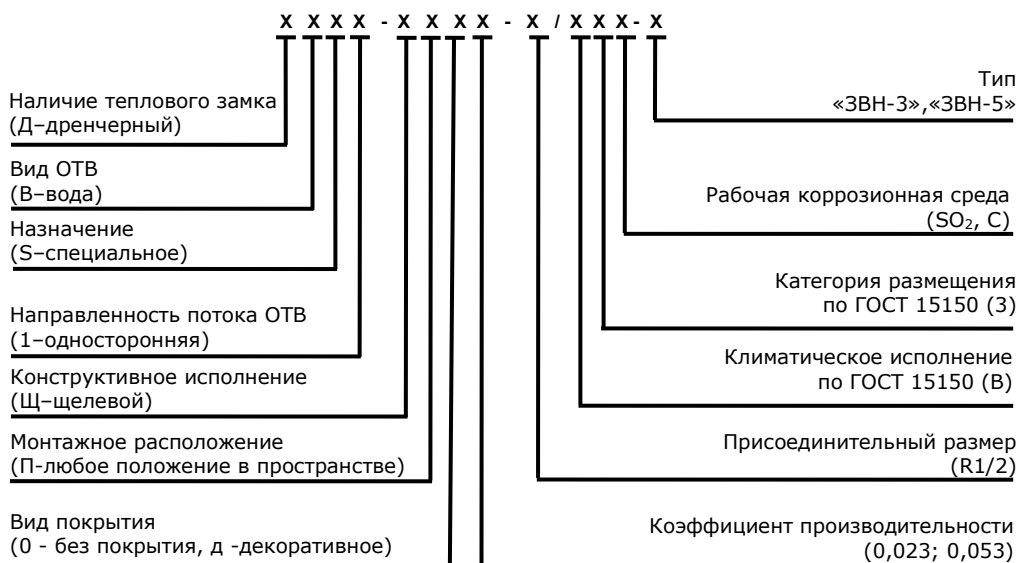 X X X X - X X X X - X / X X X - X
Наличие теплового замка
(Д–дренчерный)
Вид ОТВ
(В–вода)
Назначение
(S–специальное)
Направленность потока ОТВ
(1–односторонняя)
Конструктивное исполнение
(Щ–щелевой)
Монтажное расположение
(П-любое положение в пространстве)
Вид покрытия
(0 - без покрытия, д -декоративное)
Тип
«ЗВН-3»,«ЗВН-5»
Рабочая коррозионная среда
(SO₂, С)
Категория размещения
по ГОСТ 15150 (3)
Климатическое исполнение
по ГОСТ 15150 (В)
Присоединительный размер
(R1/2)
Коэффициент производительности
(0,023; 0,053)